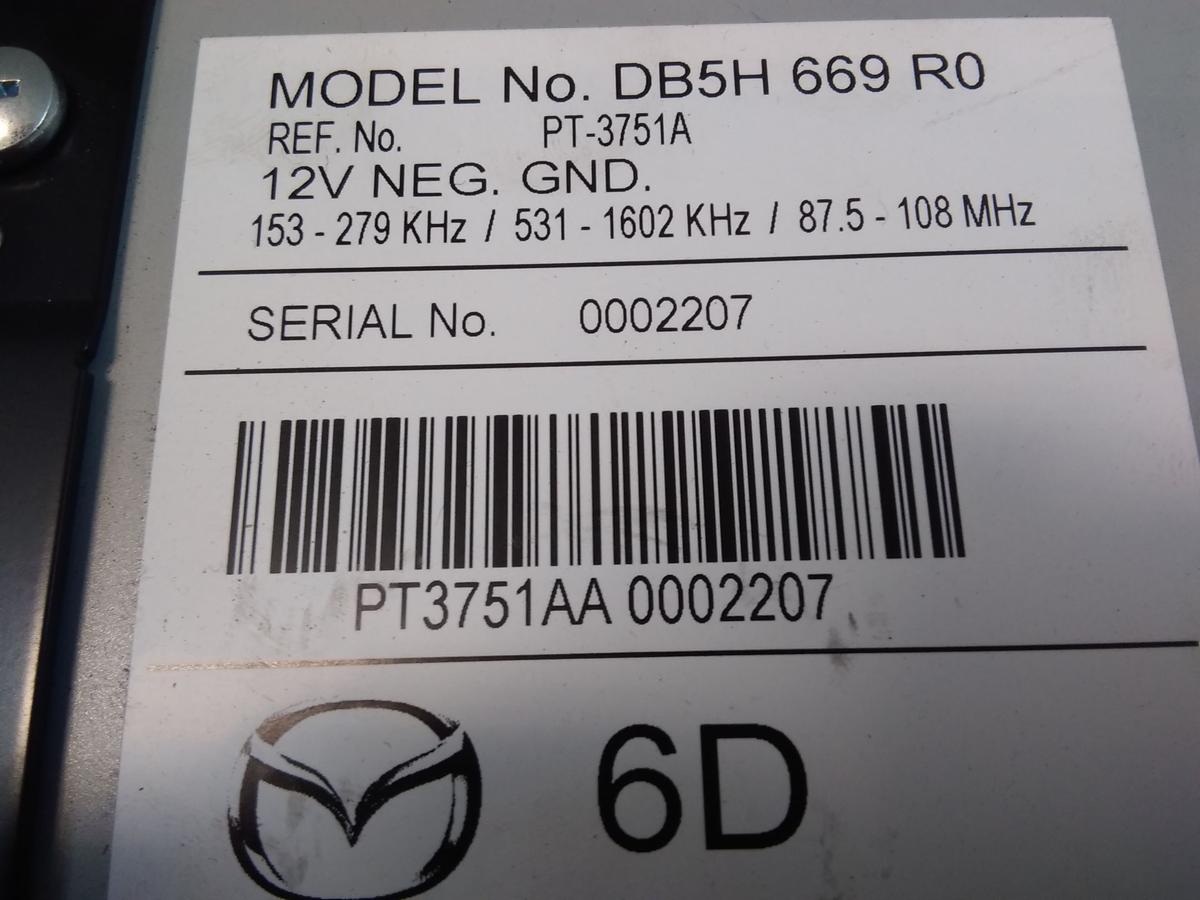 MODEL No. DB5H 669 R0
REF. No. PT-3751A
12V NEG. GND.
153 - 279 KHz / 531 - 1602 KHz / 87.5 - 108 MHz
SERIAL No. 0002207
PT3751AA 0002207
6D